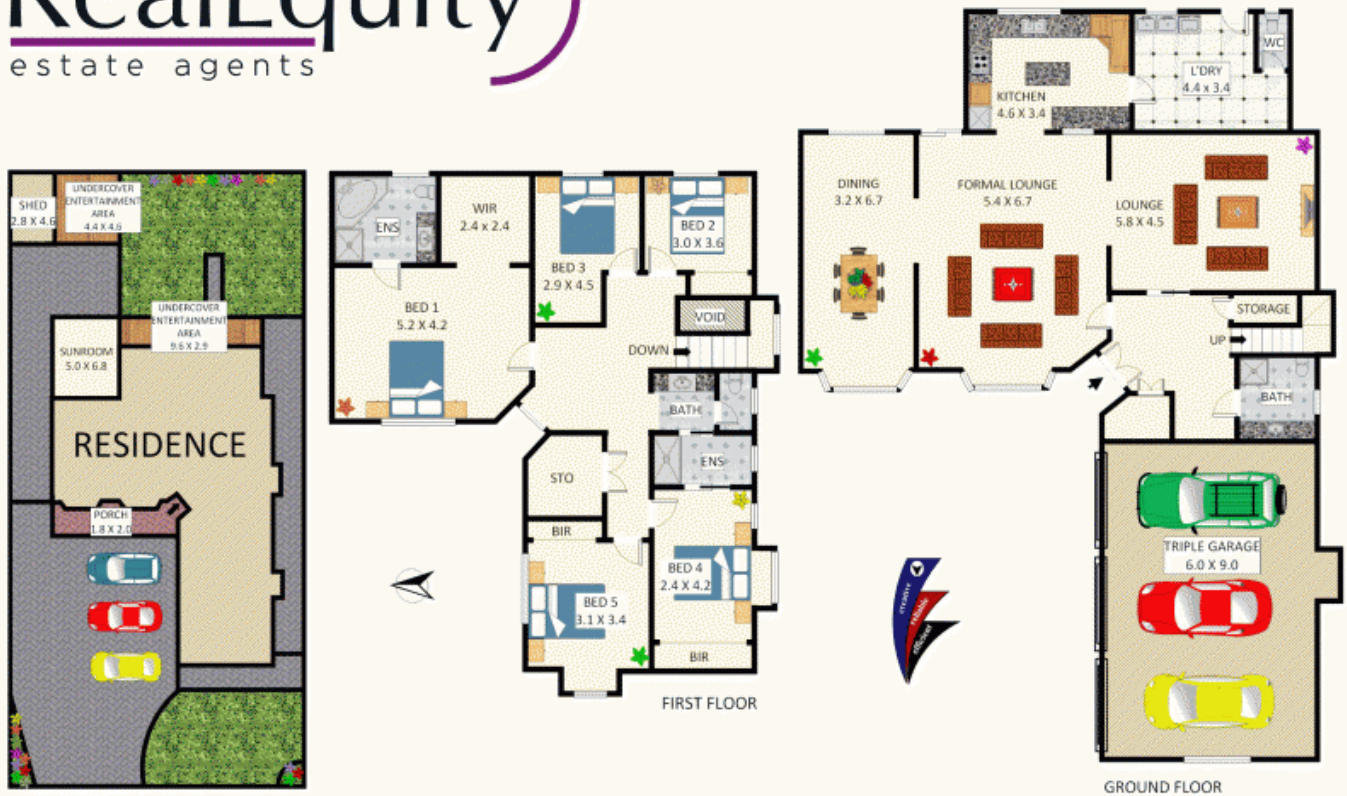 RealEquity
estate agents
SHED
2.8 X 4.6
UNDERCOVER
ENTERTAINMENT
AREA
4.4 X 4.6
UNDERCOVER
ENTERTAINMENT
AREA
9.6 X 2.9
SUNROOM
5.0 X 6.8
RESIDENCE
PORCH
1.8 X 2.0
ENS
WIR
2.4 x 2.4
BED 3
2.9 X 4.5
BED 2
3.0 X 3.6
BED 1
5.2 X 4.2
VOID
DOWN
BATH
ENS
STO
BIR
BED 4
2.4 X 4.2
BED 5
3.1 X 3.4
BIR
FIRST FLOOR
KITCHEN
4.6 X 3.4
L'DRY
4.4 x 3.4
WC
DINING
3.2 X 6.7
FORMAL LOUNGE
5.4 X 6.7
LOUNGE
5.8 X 4.5
STORAGE
UP
BATH
TRIPLE GARAGE
6.0 X 9.0
reliable
efficient
GROUND FLOOR